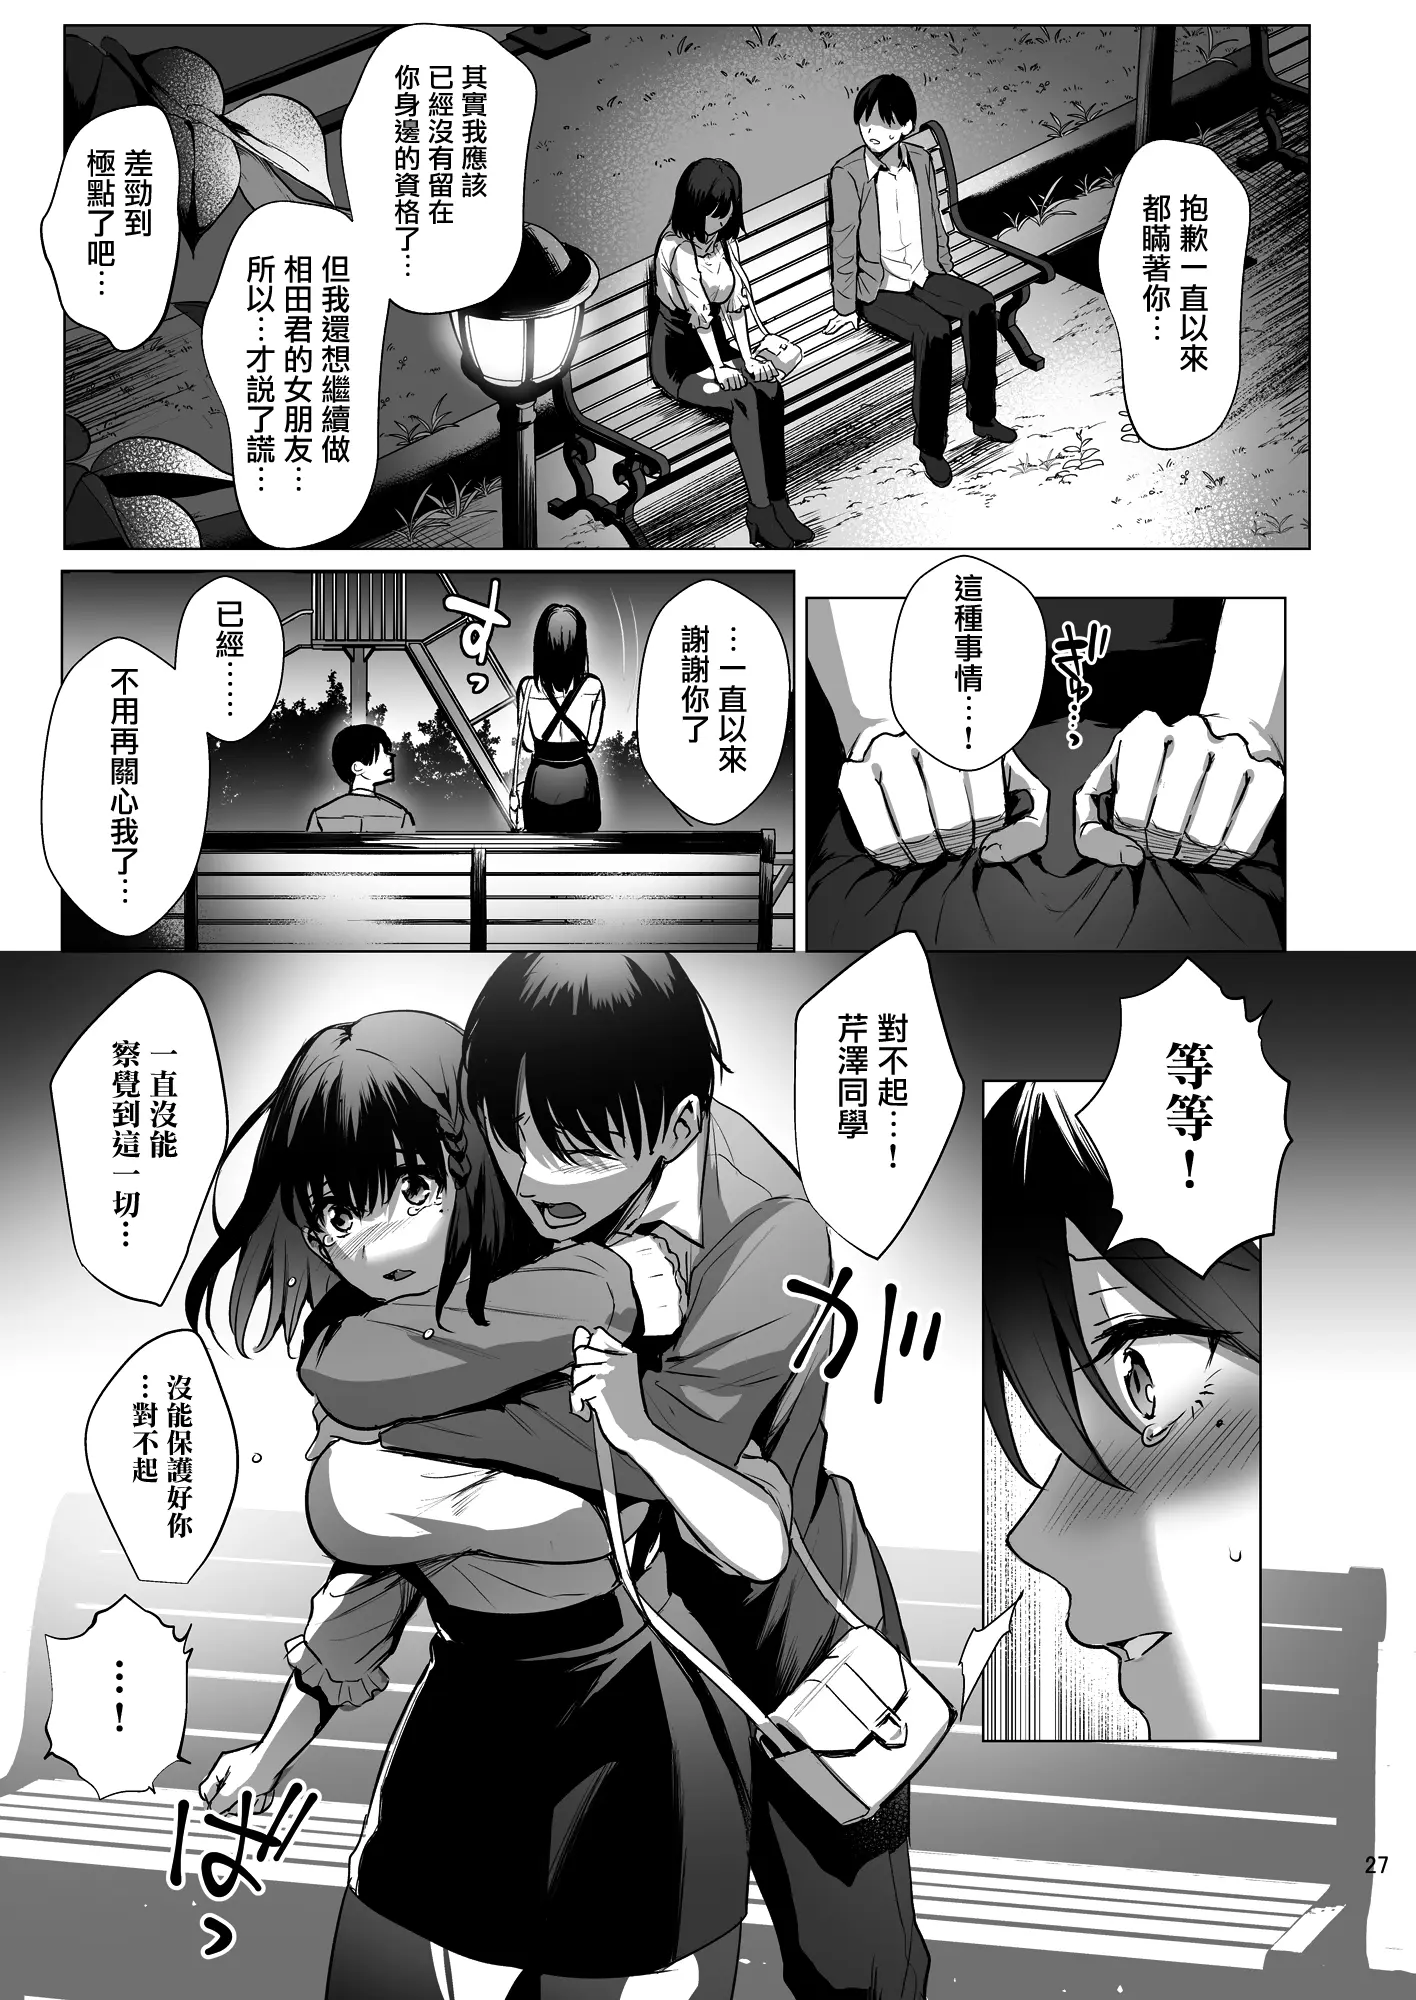 抱歉一直以來
都瞞著你…
其實我應該
已經沒有留在
你身邊的資格了…
但我還想繼續做
相田君的女朋友…
所以…才說了謊…
差勁到
極點了吧…
這種事情…！
ぎゅ…
…一直以來
謝謝你了
すっ
已經……
不用再關心我了…
等等！
對不起…！
芹澤同學
ガバッ
一直沒能
察覺到這一切…
沒能保護好你
…對不起
…！
ばっ
27